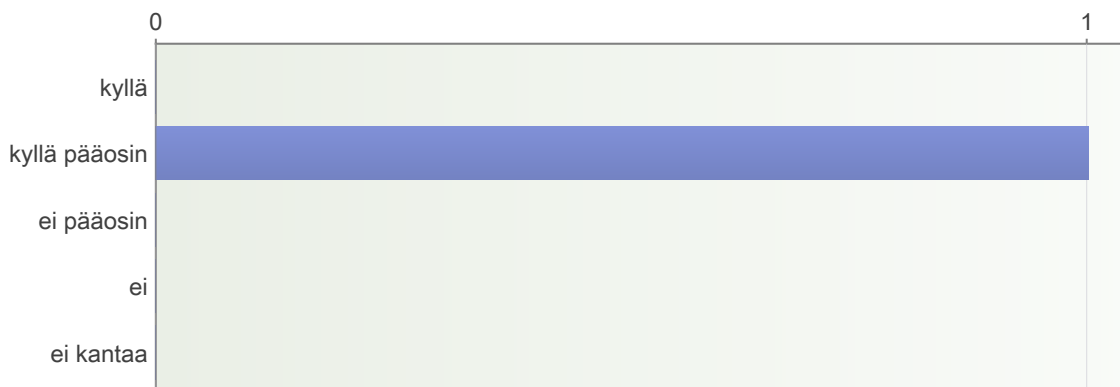 0 1
kyllä
kyllä pääosin
ei pääosin
ei
ei kantaa